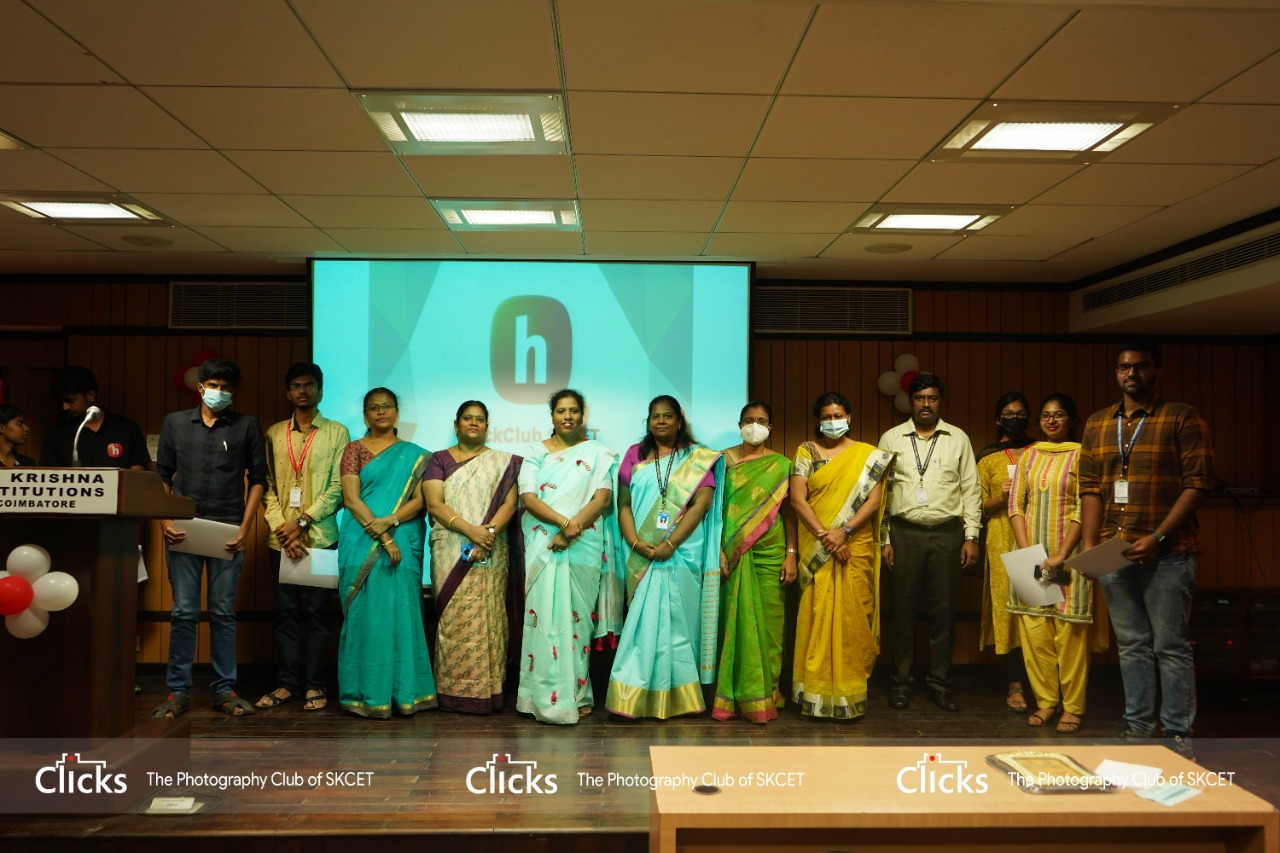 h
ckClub
h
KRISHNA
TITUTIONS
COIMBATORE
Clicks The Photography Club of SKCET
Clicks The Photography Club of SKCET
Clicks The Photography Club of SKCET